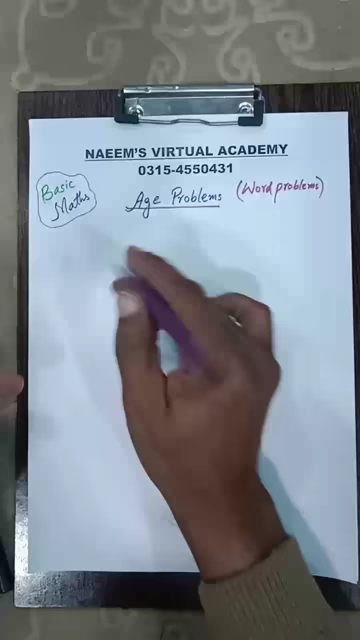 NAEEM'S VIRTUAL ACADEMY
0315-4550431
Basic Maths
Age Problems (Word problems)